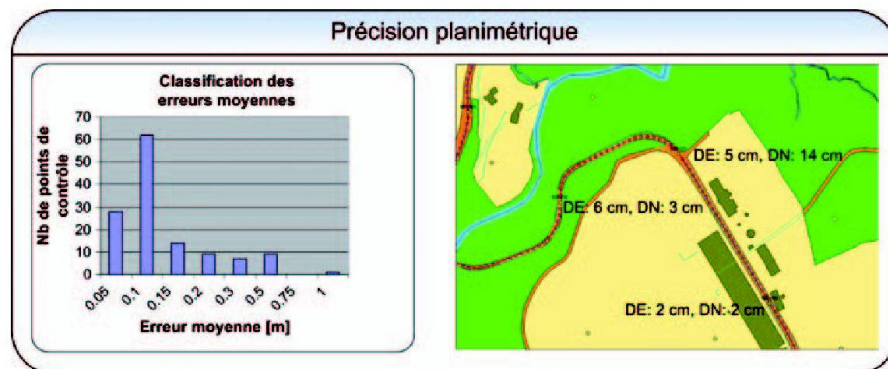 Précision planimétrique
Classification des
erreurs moyennes
Nb de points de
contrôle
70
60
50
40
30
20
10
0
0.05
0.1
0.15
0.2
0.3
0.5
0.75
1
Erreur moyenne [m]
DE: 5 cm, DN: 14 cm
DE: 6 cm, DN: 3 cm
DE: 2 cm, DN:-2 cm